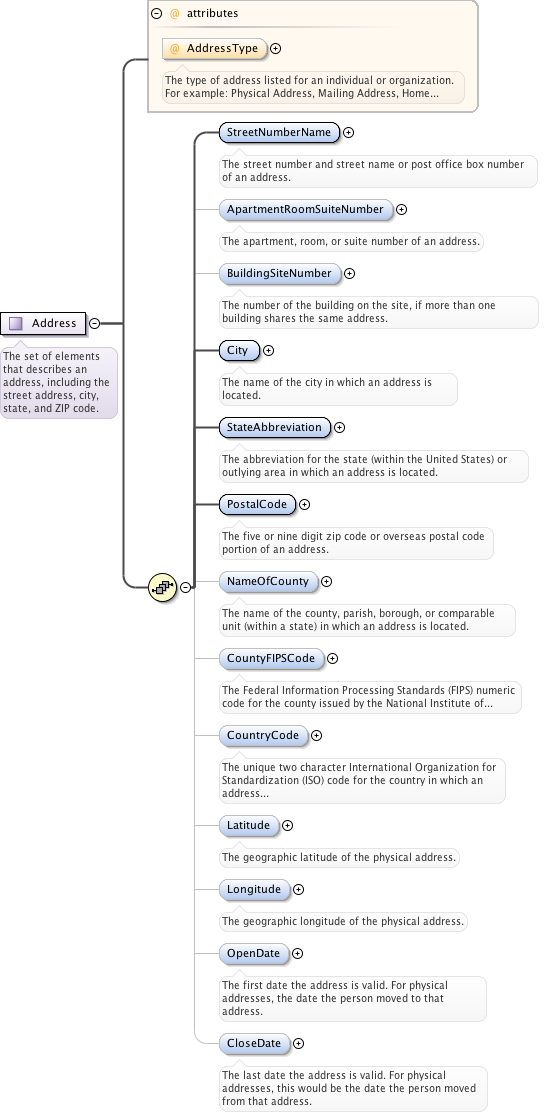 @ attributes
@ AddressType
The type of address listed for an individual or organization.
For example: Physical Address, Mailing Address, Home...
StreetNumberName
The street number and street name or post office box number
of an address.
ApartmentRoomSuiteNumber
The apartment, room, or suite number of an address.
BuildingSiteNumber
The number of the building on the site, if more than one
building shares the same address.
Address
The set of elements
that describes an
address, including the
street address, city,
state, and ZIP code.
City
The name of the city in which an address is
located.
StateAbbreviation
The abbreviation for the state (within the United States) or
outlying area in which an address is located.
PostalCode
The five or nine digit zip code or overseas postal code
portion of an address.
NameOfCounty
The name of the county, parish, borough, or comparable
unit (within a state) in which an address is located.
CountyFIPSCode
The Federal Information Processing Standards (FIPS) numeric
code for the county issued by the National Institute of...
CountryCode
The unique two character International Organization for
Standardization (ISO) code for the country in which an
address...
Latitude
The geographic latitude of the physical address.
Longitude
The geographic longitude of the physical address.
OpenDate
The first date the address is valid. For physical
addresses, the date the person moved to that
address.
CloseDate
The last date the address is valid. For physical
addresses, this would be the date the person moved
from that address.